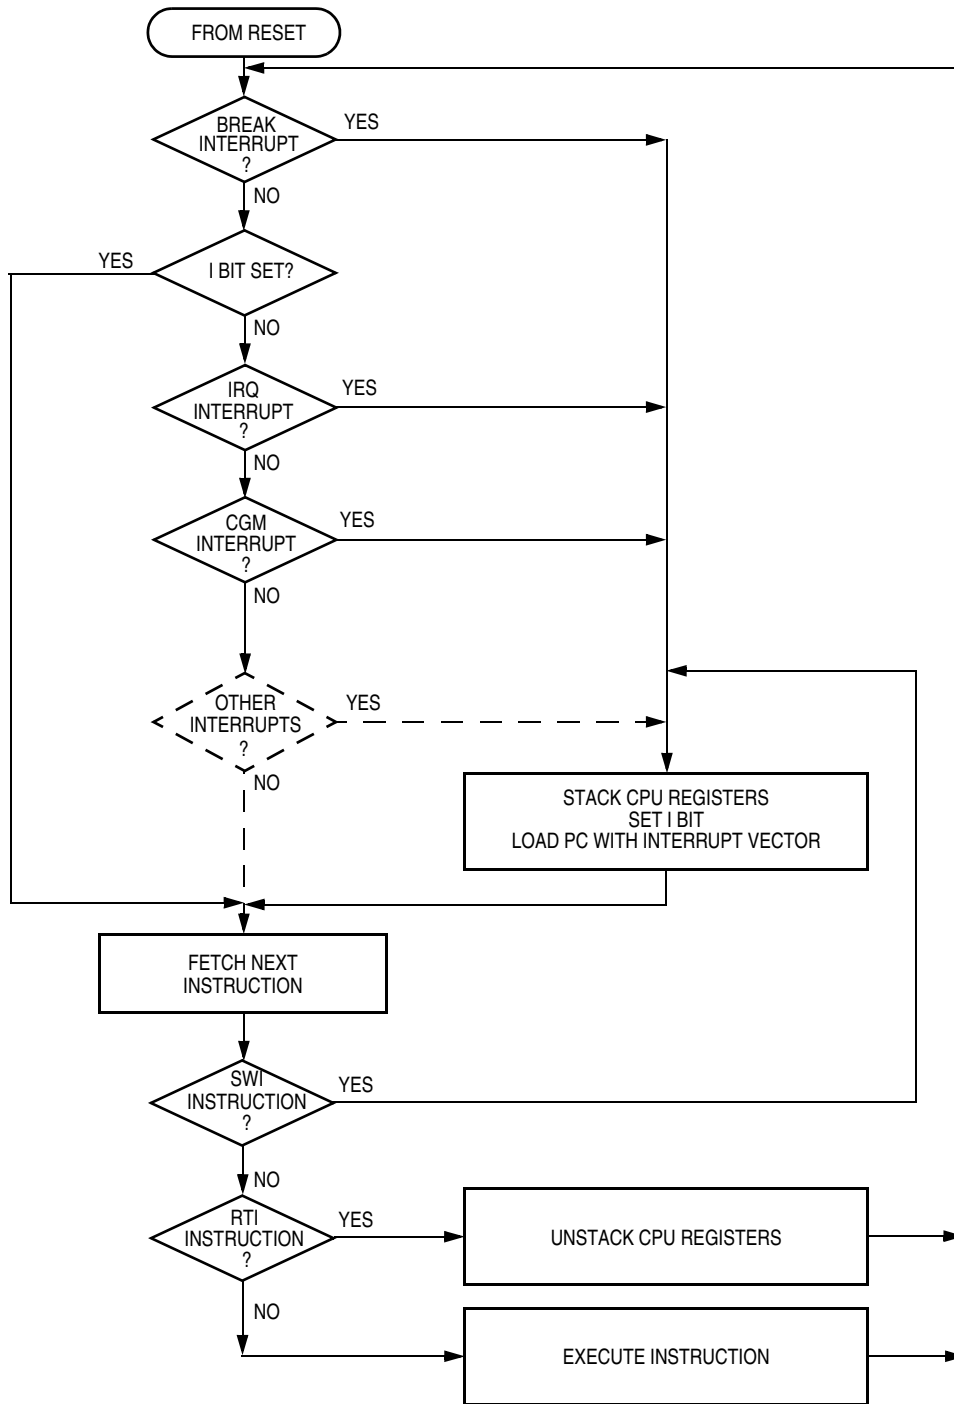 FROM RESET
BREAK
INTERRUPT
?
YES
NO
YES
I BIT SET?
NO
IRQ
INTERRUPT
?
YES
NO
CGM
INTERRUPT
?
YES
NO
OTHER
INTERRUPTS
?
YES
NO
STACK CPU REGISTERS
SET I BIT
LOAD PC WITH INTERRUPT VECTOR
FETCH NEXT
INSTRUCTION
SWI
INSTRUCTION
?
YES
NO
RTI
INSTRUCTION
?
YES
UNSTACK CPU REGISTERS
NO
EXECUTE INSTRUCTION